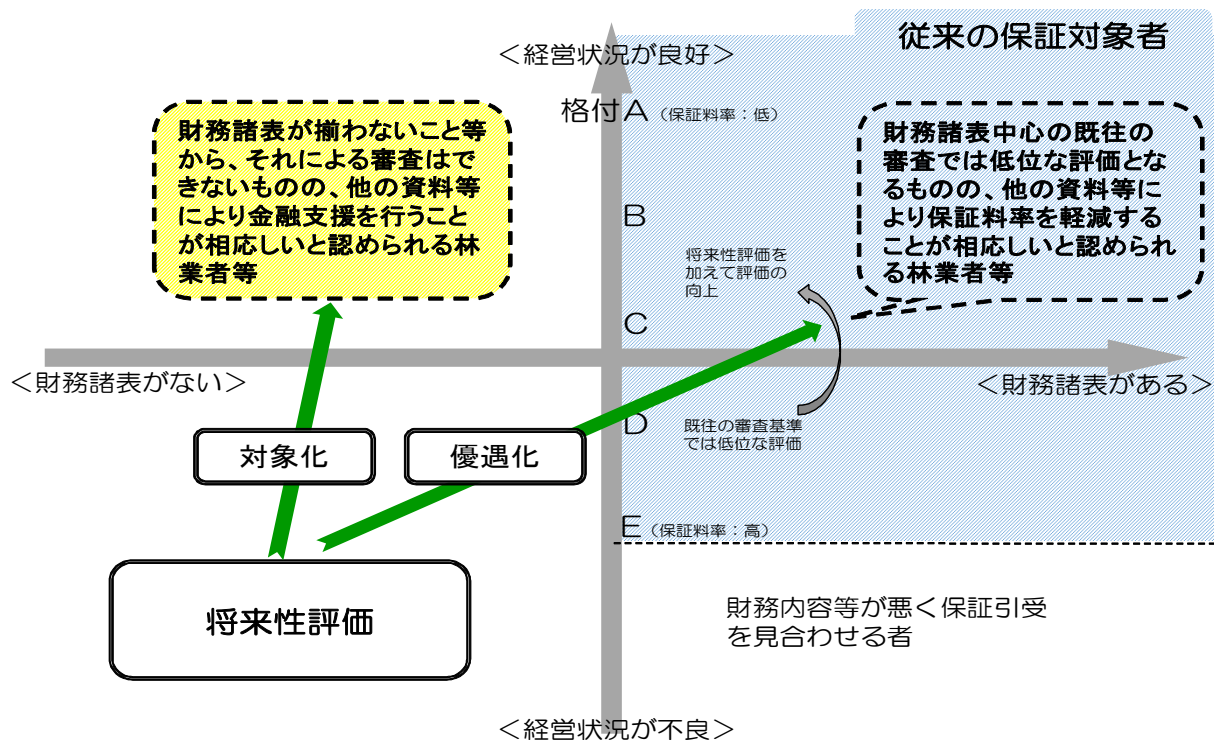 従来の保証対象者
＜経営状況が良好＞
格付A（保証料率：低）
財務諸表が揃わないこと等
から、それによる審査はで
きないものの、他の資料等
により金融支援を行うこと
が相応しいと認められる林
業者等
財務諸表中心の既往の
審査では低位な評価とな
るものの、他の資料等に
より保証料率を軽減する
ことが相応しいと認められ
る林業者等
B
将来性評価を
加えて評価の
向上
C
＜財務諸表がない＞
＜財務諸表がある＞
D
既往の審査基準
では低位な評価
対象化
優遇化
E（保証料率：高）
将来性評価
財務内容等が悪く保証引受
を見合わせる者
＜経営状況が不良＞